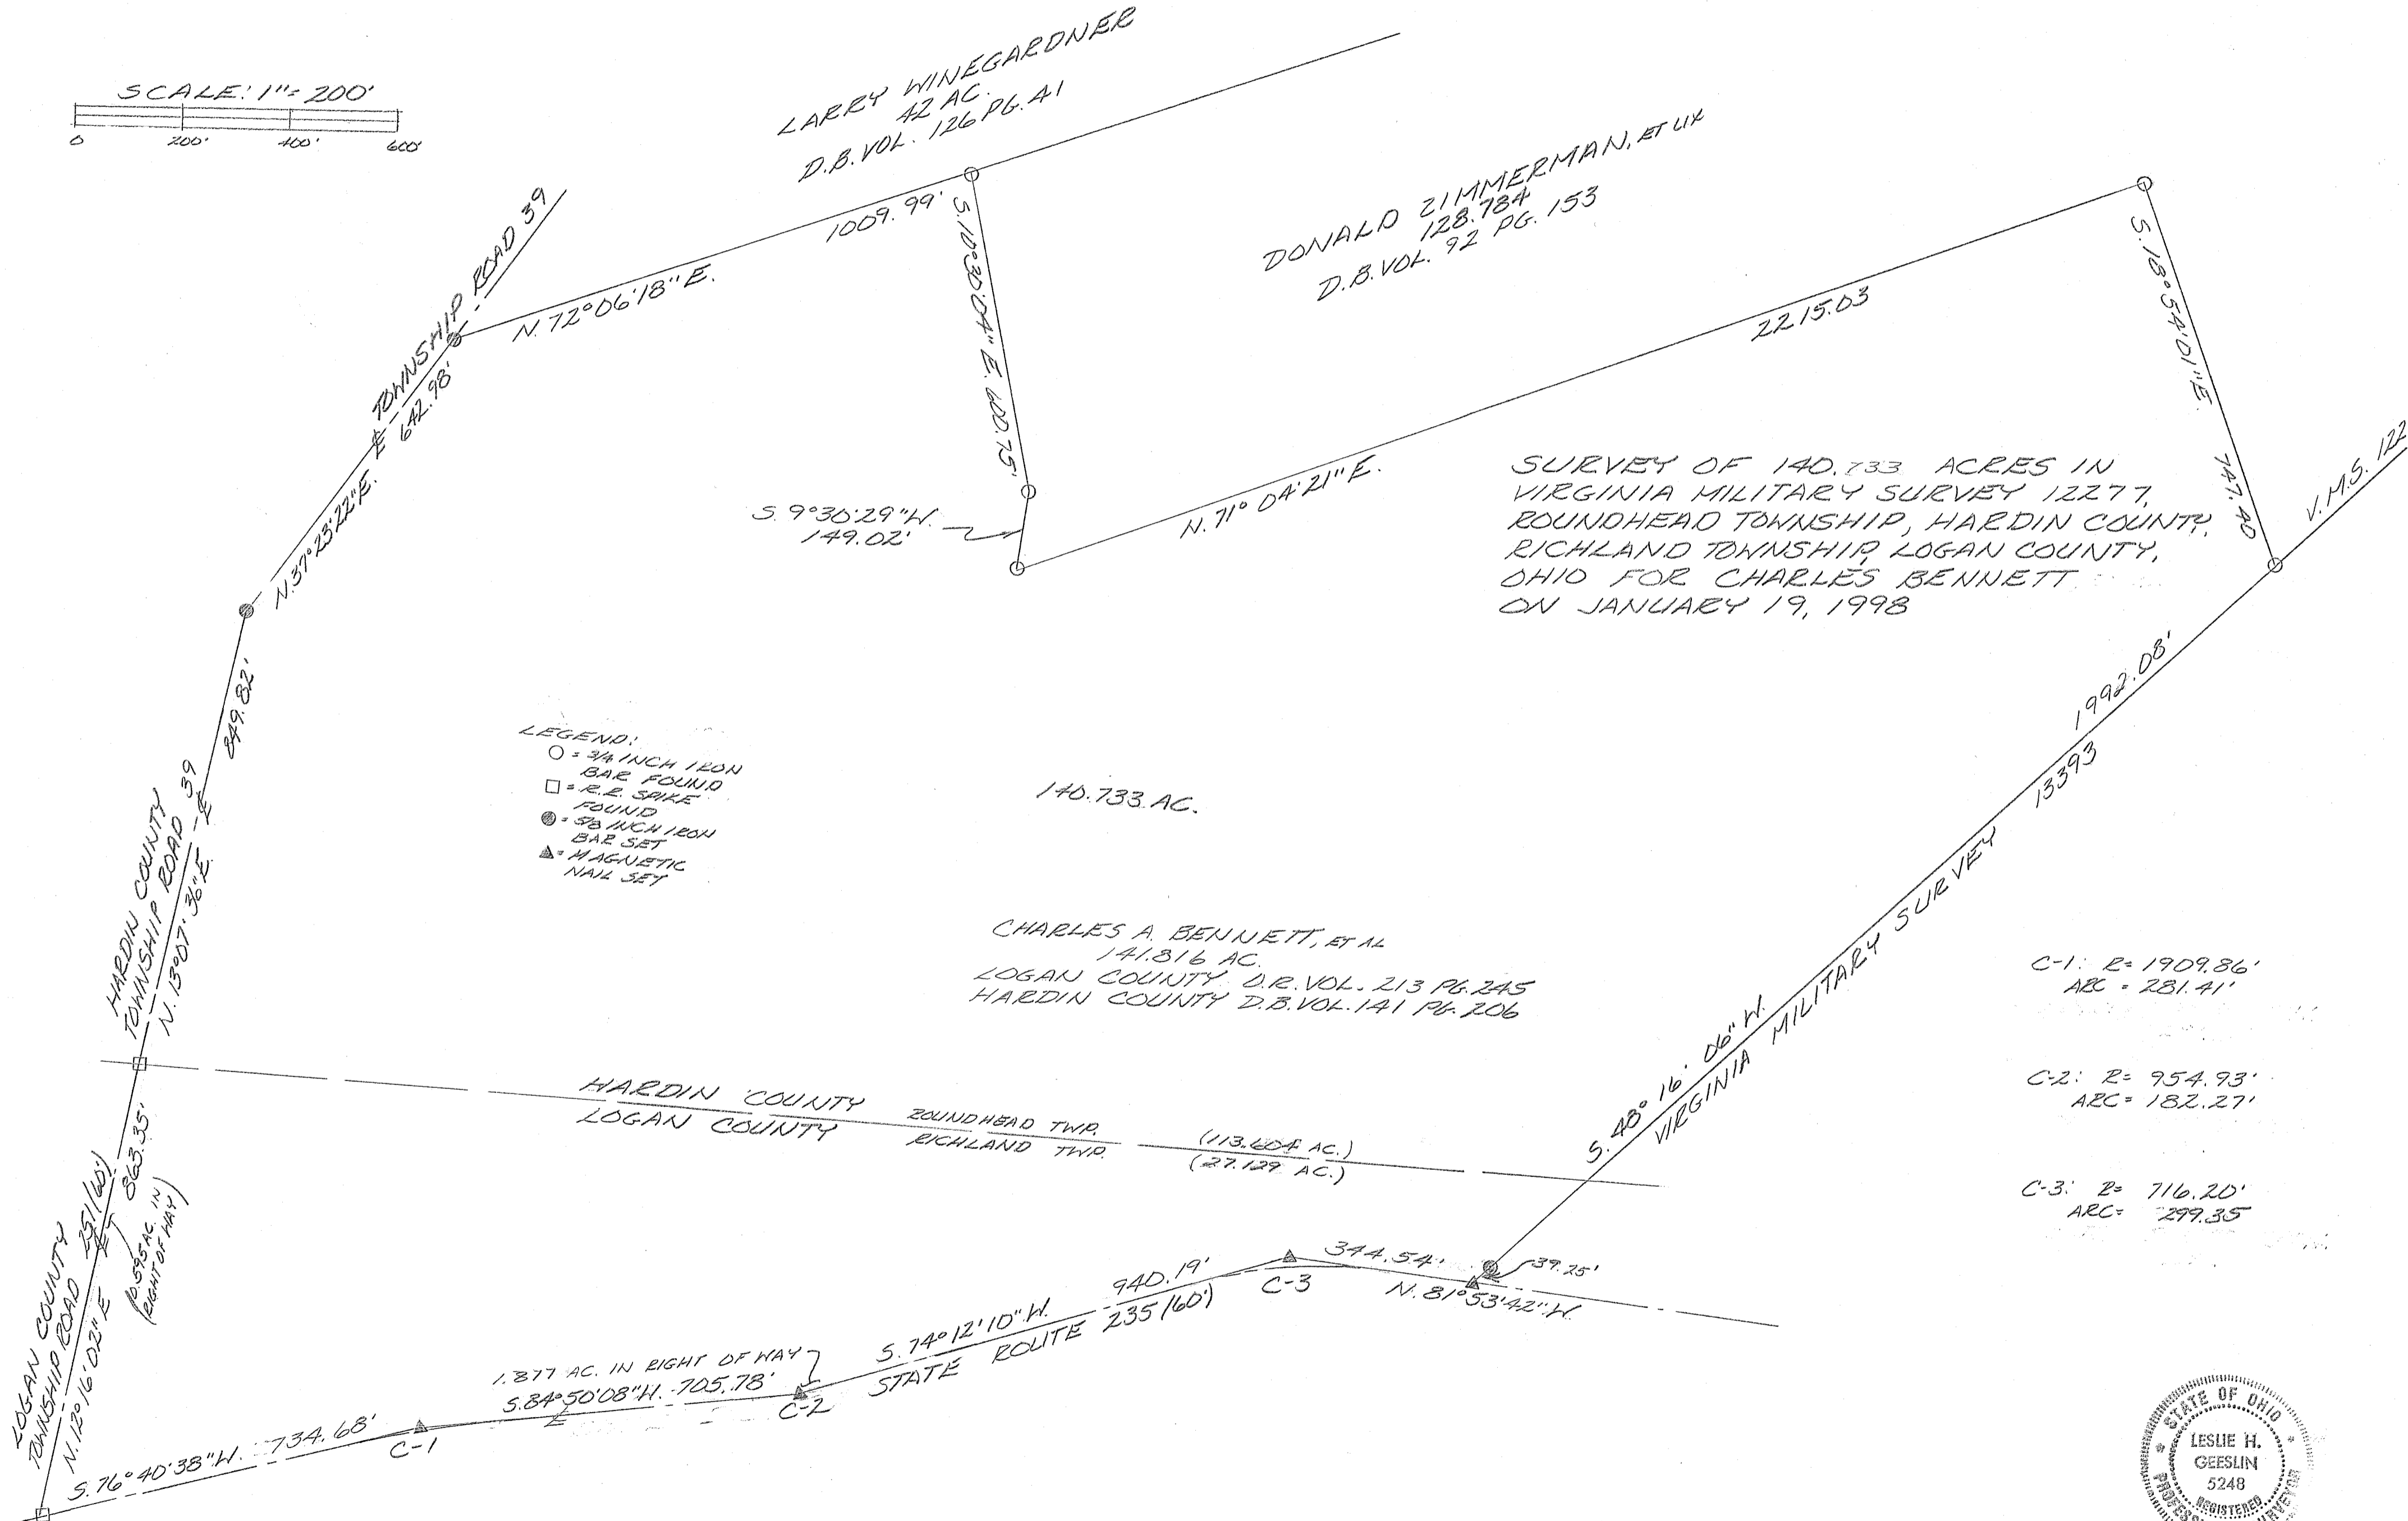 SCALE: 1"= 200'
0 200' 400' 600'
LARRY WINEGARDNER
42 AC.
D.B. VOL. 126 PG. 41
DONALD ZIMMERMAN, ET UX
128.784
D.B. VOL. 92 PG. 153
TOWNSHIP ROAD 39
N. 37°23'22"E. 642.98'
N. 72°06'18"E. 1009.99'
S. 10°30'04" E. 600.75'
S. 9°30'29"W.
149.02'
N. 71° 04'21"E. 2215.03
S. 18°54'01"E. 747.40
V.M.S. 122
SURVEY OF 140.733 ACRES IN
VIRGINIA MILITARY SURVEY 12277,
ROUNDHEAD TOWNSHIP, HARDIN COUNTY,
RICHLAND TOWNSHIP, LOGAN COUNTY,
OHIO FOR CHARLES BENNETT
ON JANUARY 19, 1998
1992.08'
S. 48° 16' 06" W.
VIRGINIA MILITARY SURVEY 13393
LEGEND:
○ = 3/4 INCH IRON
BAR FOUND
□ = R.R. SPIKE
FOUND
● = 5/8 INCH IRON
BAR SET
▲ = MAGNETIC
NAIL SET
140.733 AC.
HARDIN COUNTY
TOWNSHIP ROAD 39
N. 13°07'36"E. 849.82'
CHARLES A. BENNETT, ET AL
141.816 AC.
LOGAN COUNTY O.R. VOL. 213 PG. 245
HARDIN COUNTY D.B. VOL. 141 PG. 206
C-1: R= 1909.86'
ARC = 281.41'
C-2: R= 954.93'
ARC= 182.27'
C-3: R= 716.20'
ARC= 299.35
HARDIN COUNTY ROUNDHEAD TWP. (113.604 AC.)
LOGAN COUNTY RICHLAND TWP. (27.129 AC.)
LOGAN COUNTY
TOWNSHIP ROAD 251 (60')
N. 12°16'02" E 863.35'
(0.595 AC. IN
RIGHT OF WAY)
S. 76°40'38"W. 734.68'
C-1
1.877 AC. IN RIGHT OF WAY
S. 84°50'08"W. 705.78'
C-2
S. 74°12'10"W. 940.19'
STATE ROUTE 235 (60')
C-3
344.54'
39.25'
N. 81°53'42"W.
STATE OF OHIO
LESLIE H.
GEESLIN
5248
REGISTERED